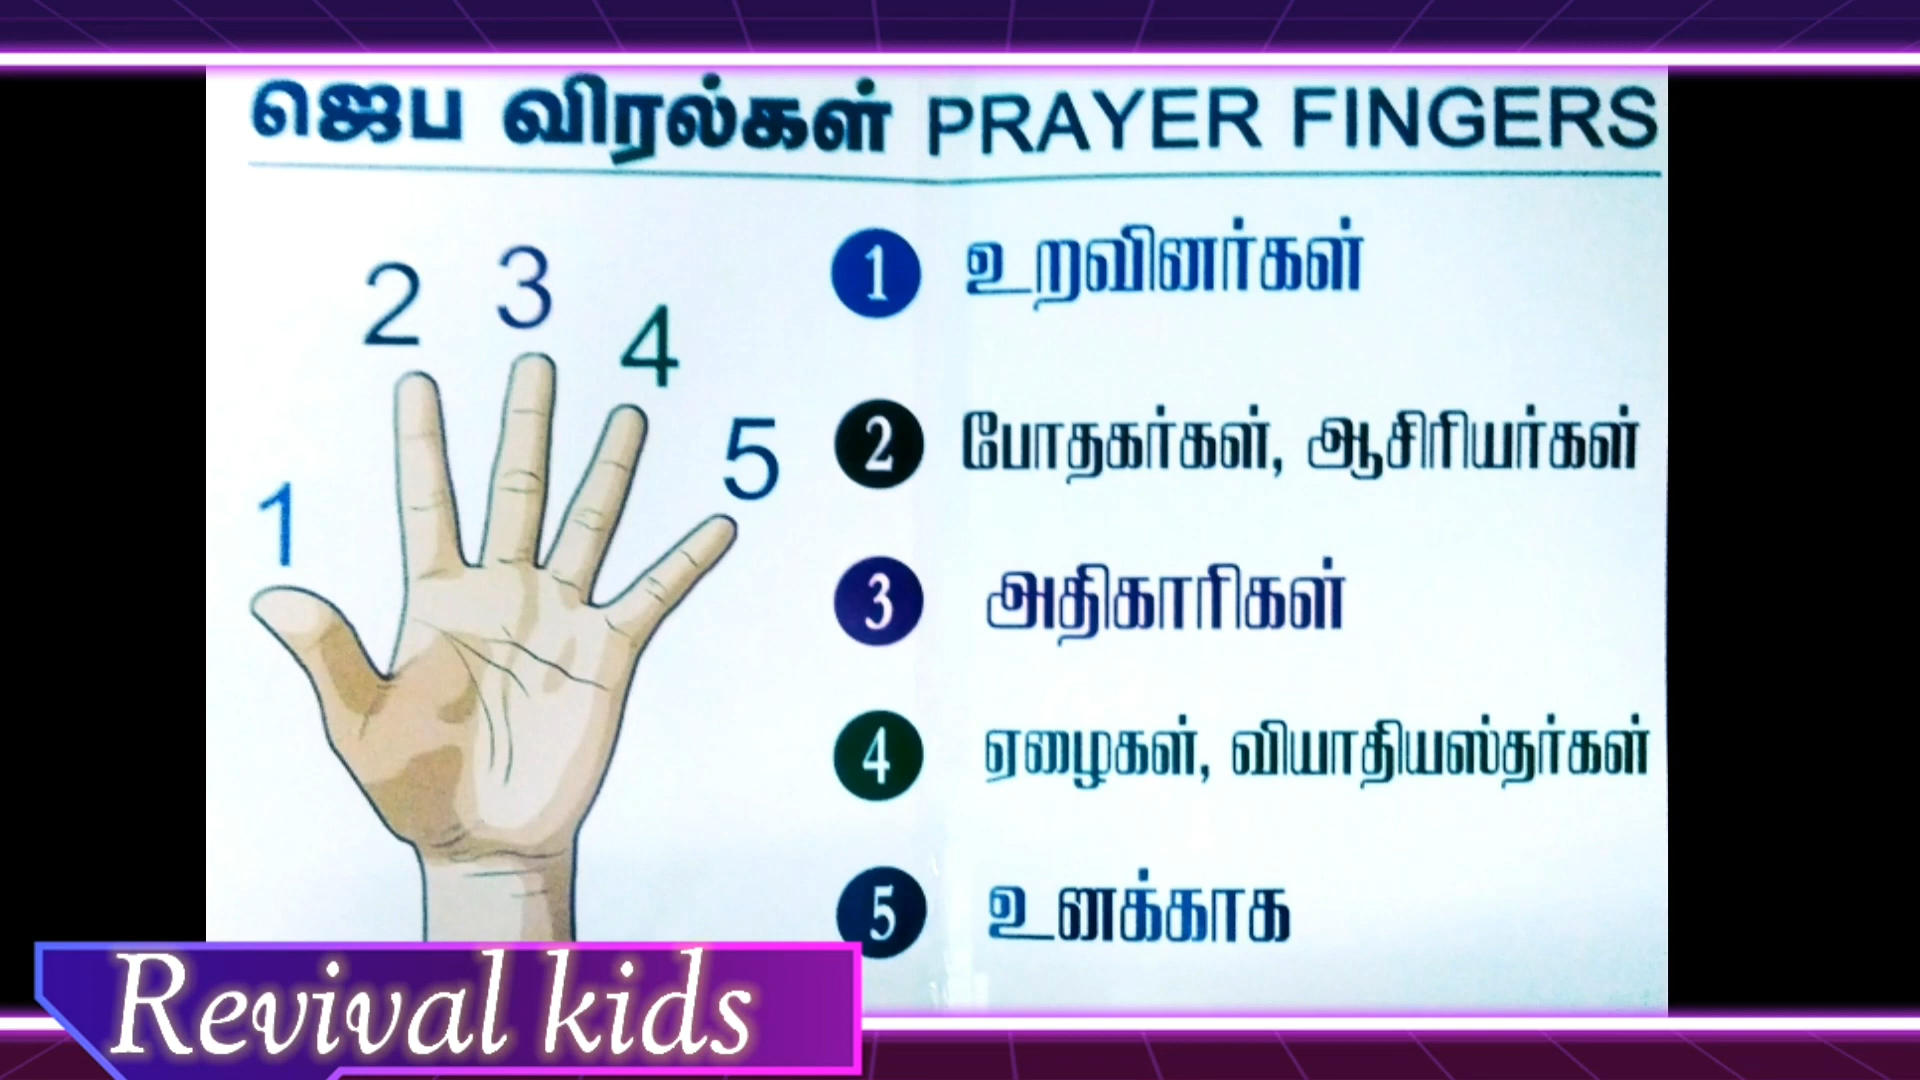 ஜெப விரல்கள் PRAYER FINGERS
1
2
3
4
5
1 உறவினர்கள்
2 போதகர்கள், ஆசிரியர்கள்
3 அதிகாரிகள்
4 ஏழைகள், வியாதியஸ்தர்கள்
5 உனக்காக
Revival kids